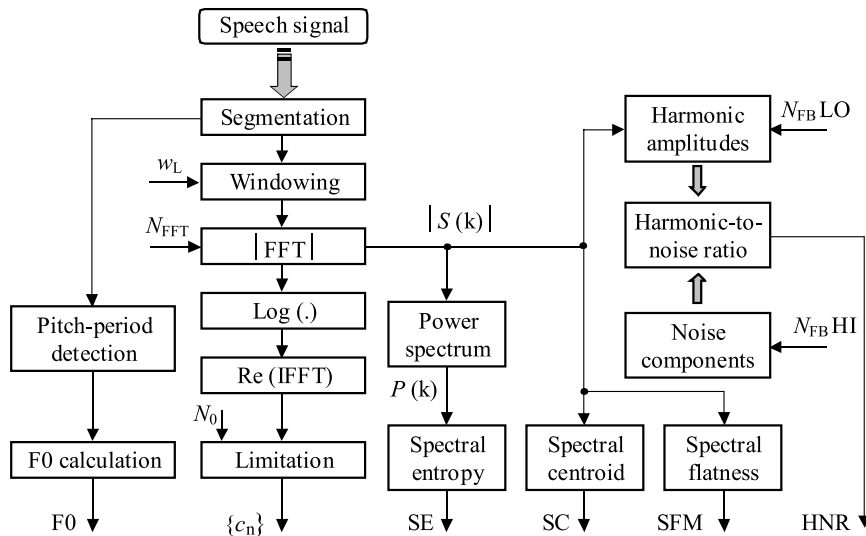 Speech signal
Segmentation
w_L
Windowing
N_FFT
|FFT|
|S (k)|
Harmonic
amplitudes
N_FB LO
Harmonic-to-
noise ratio
Noise
components
N_FB HI
Pitch-period
detection
Log (.)
Power
spectrum
Re (IFFT)
P (k)
N_0
F0 calculation
Limitation
Spectral
entropy
Spectral
centroid
Spectral
flatness
F0
{c_n}
SE
SC
SFM
HNR